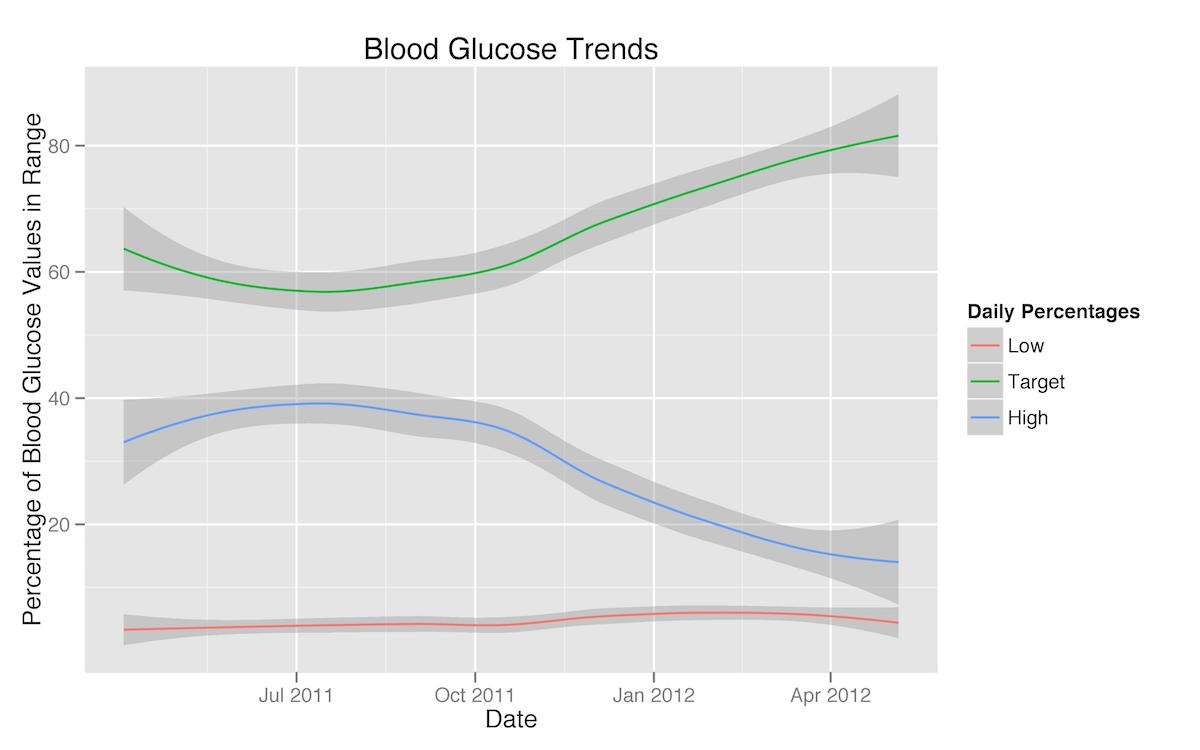 Blood Glucose Trends
Percentage of Blood Glucose Values in Range
80
60
40
20
Jul 2011
Oct 2011
Jan 2012
Apr 2012
Date
Daily Percentages
Low
Target
High